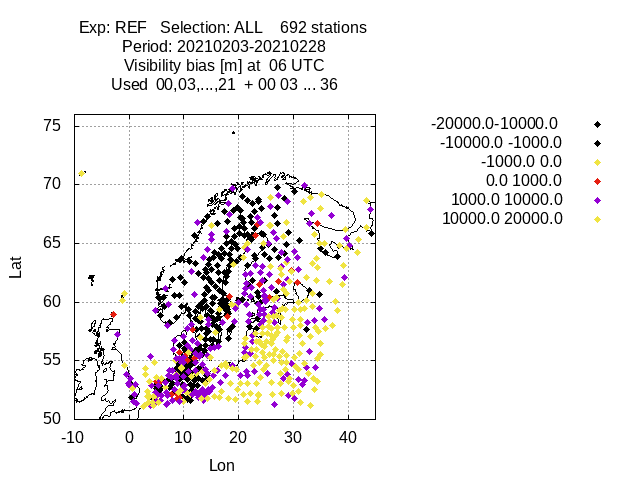 Exp: REF   Selection: ALL    692 stations
Period: 20210203-20210228
Visibility bias [m] at  06 UTC
Used  00,03,...,21  + 00 03 ... 36
-20000.0-10000.0
-10000.0 -1000.0
-1000.0 0.0
0.0 1000.0
1000.0 10000.0
10000.0 20000.0
75
70
65
60
55
50
Lat
-10 0 10 20 30 40
Lon